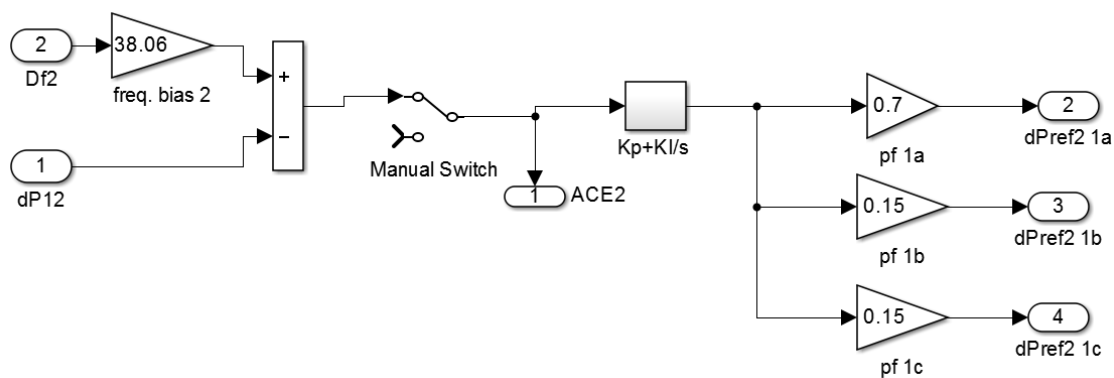 2
Df2
38.06
freq. bias 2
+
−
1
dP12
Manual Switch
1
ACE2
Kp+KI/s
0.7
pf 1a
2
dPref2 1a
0.15
pf 1b
3
dPref2 1b
0.15
pf 1c
4
dPref2 1c